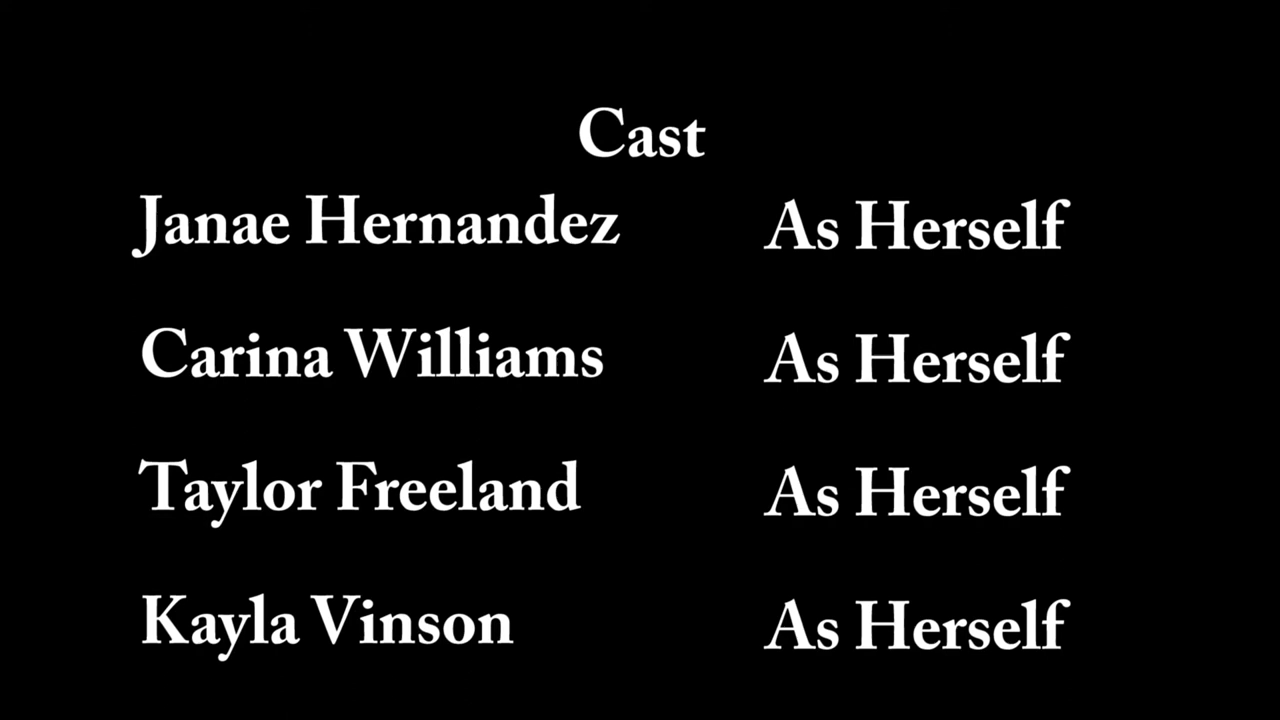 Cast
Janae Hernandez As Herself
Carina Williams As Herself
Taylor Freeland As Herself
Kayla Vinson As Herself